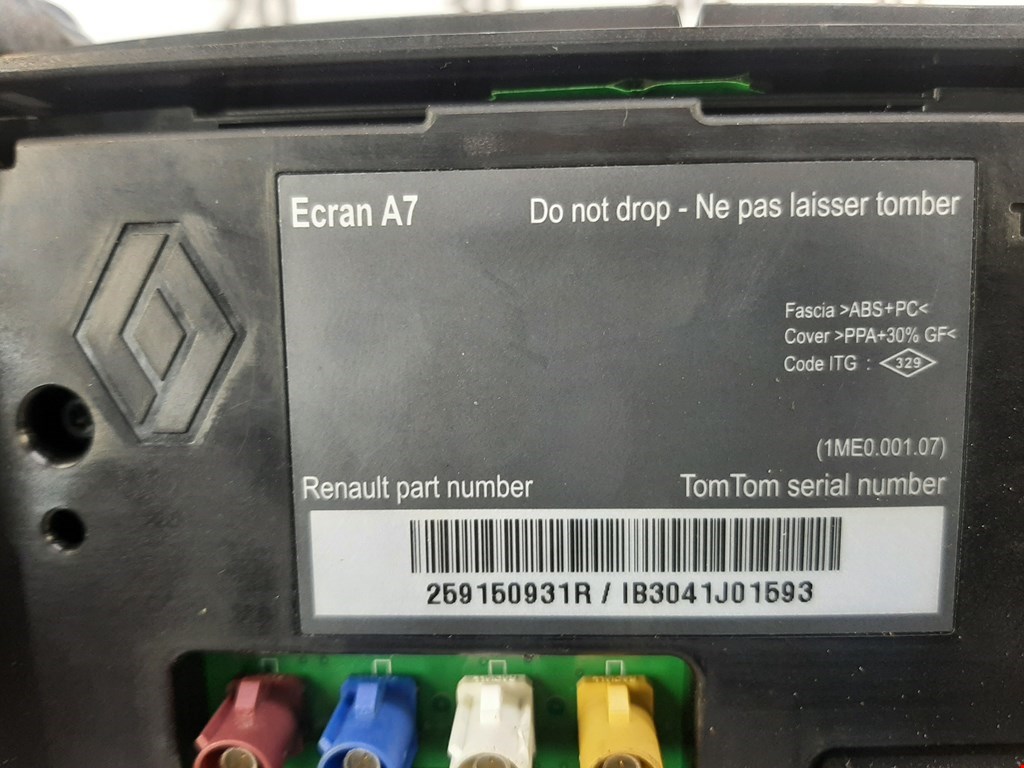 Ecran A7
Do not drop - Ne pas laisser tomber
Fascia >ABS+PC<
Cover >PPA+30% GF<
Code ITG : 329
(1ME0.001.07)
Renault part number
TomTom serial number
259150931R / IB3041J01593